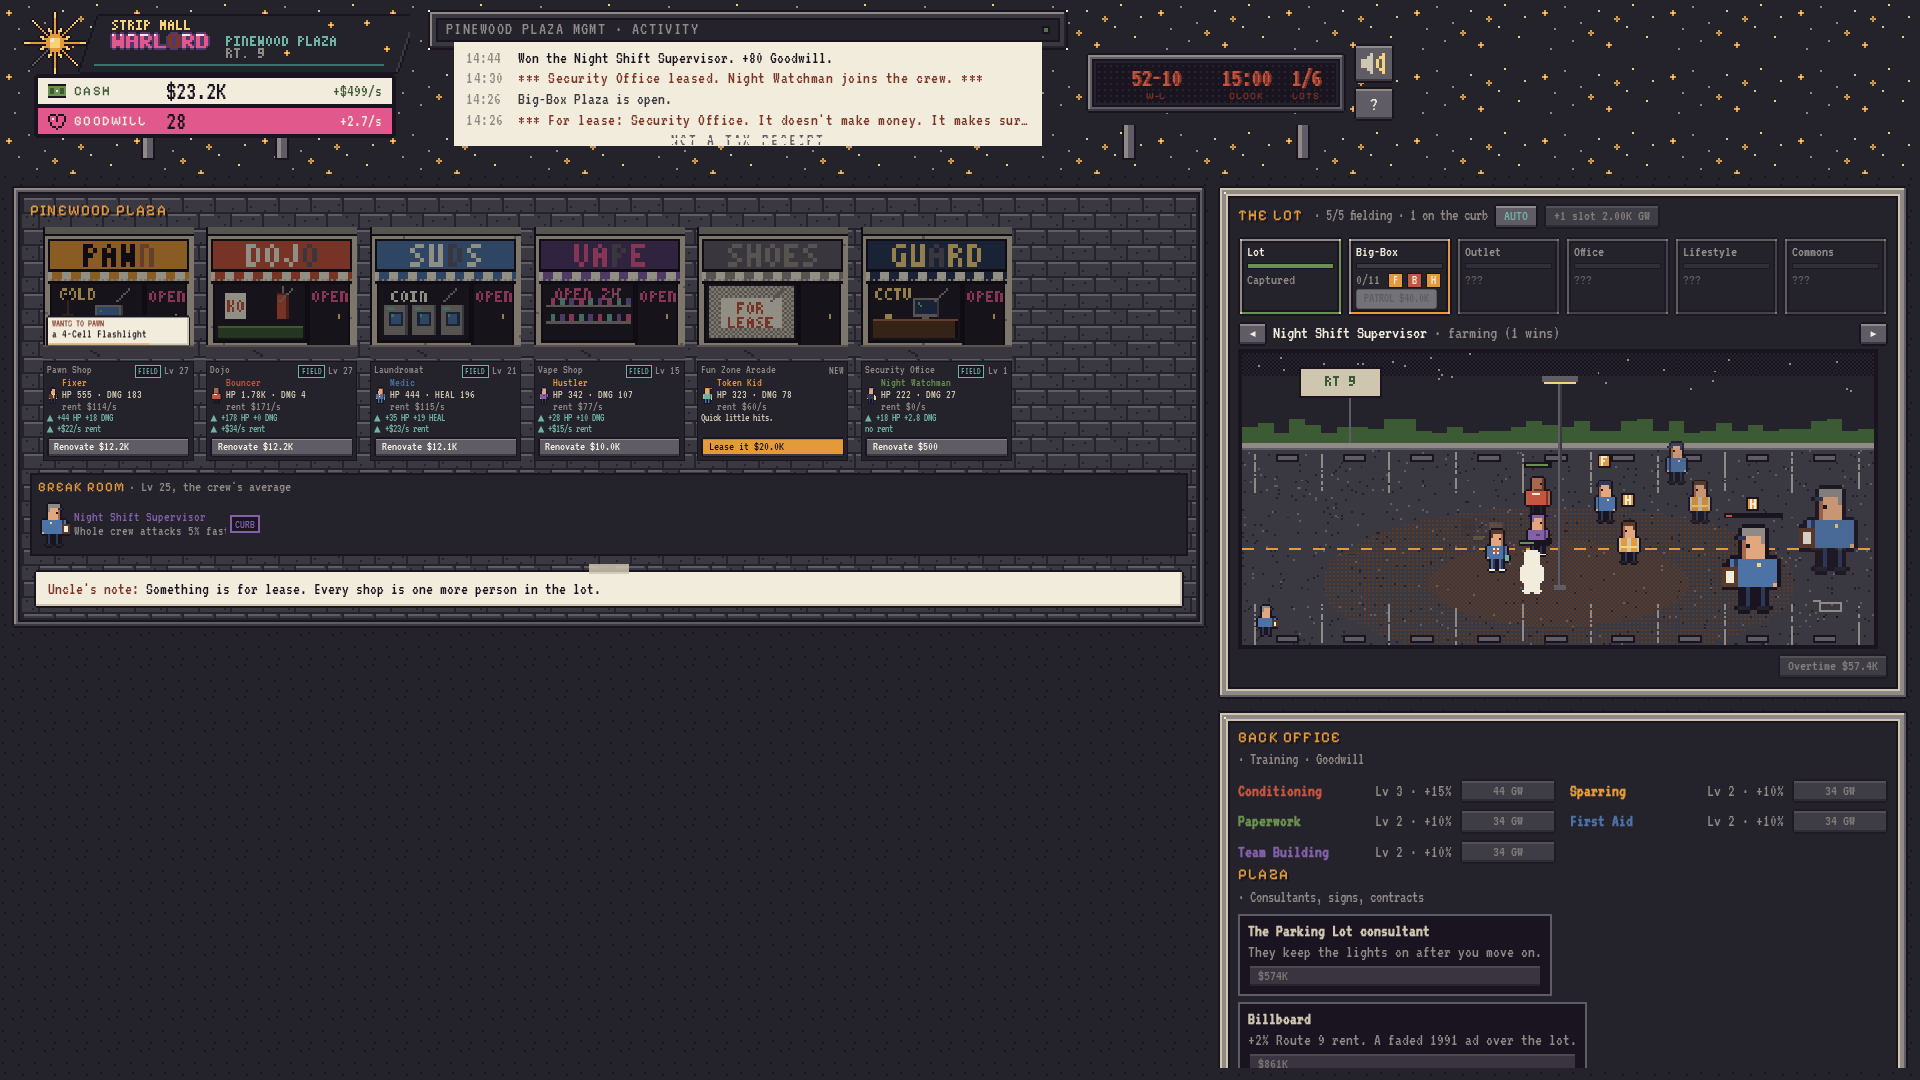 STRIP MALL
WARLORD
PINEWOOD PLAZA
RT. 9
CASH $23.2K +$499/s
GOODWILL 28 +2.7/s
PINEWOOD PLAZA MGMT · ACTIVITY
14:44 Won the Night Shift Supervisor. +80 Goodwill.
14:30 *** Security Office leased. Night Watchman joins the crew. ***
14:26 Big-Box Plaza is open.
14:26 *** For lease: Security Office. It doesn't make money. It makes sur…
NOT A TAX RECEIPT
52-10 15:00 1/6
W-L CLOCK LOTS
?
PINEWOOD PLAZA
PAWN DOJO SUDS VAPE SHOES GUARD
GOLD OPEN
WANTS TO PAWN
a 4-Cell Flashlight
KO OPEN
COIN OPEN
OPEN 24 OPEN
FOR
LEASE
CCTV OPEN
Pawn Shop FIELD Lv 27
Fixer
HP 555 · DMG 183
rent $114/s
▲ +44 HP +18 DMG
▲ +$22/s rent
Renovate $12.2K
Dojo FIELD Lv 27
Bouncer
HP 1.78K · DMG 4
rent $171/s
▲ +178 HP +0 DMG
▲ +$34/s rent
Renovate $12.2K
Laundromat FIELD Lv 21
Medic
HP 444 · HEAL 196
rent $115/s
▲ +35 HP +19 HEAL
▲ +$23/s rent
Renovate $12.1K
Vape Shop FIELD Lv 15
Hustler
HP 342 · DMG 107
rent $77/s
▲ +28 HP +10 DMG
▲ +$15/s rent
Renovate $10.0K
Fun Zone Arcade NEW
Token Kid
HP 323 · DMG 78
rent $60/s
Quick little hits.
Lease it $20.0K
Security Office FIELD Lv 1
Night Watchman
HP 222 · DMG 27
rent $0/s
▲ +18 HP +2.8 DMG
no rent
Renovate $500
BREAK ROOM · Lv 25, the crew's average
Night Shift Supervisor
Whole crew attacks 5% fas
CURB
Uncle's note: Something is for lease. Every shop is one more person in the lot.
THE LOT · 5/5 fielding · 1 on the curb AUTO +1 slot 2.00K GW
Lot
Captured
Big-Box
0/11 F B H
PATROL $40.0K
Outlet
???
Office
???
Lifestyle
???
Commons
???
◄ Night Shift Supervisor · farming (1 wins) ►
RT 9
F
H
H
Overtime $57.4K
BACK OFFICE
· Training · Goodwill
Conditioning Lv 3 · +15% 44 GW
Sparring Lv 2 · +10% 34 GW
Paperwork Lv 2 · +10% 34 GW
First Aid Lv 2 · +10% 34 GW
Team Building Lv 2 · +10% 34 GW
PLAZA
· Consultants, signs, contracts
The Parking Lot consultant
They keep the lights on after you move on.
$574K
Billboard
+2% Route 9 rent. A faded 1991 ad over the lot.
$861K